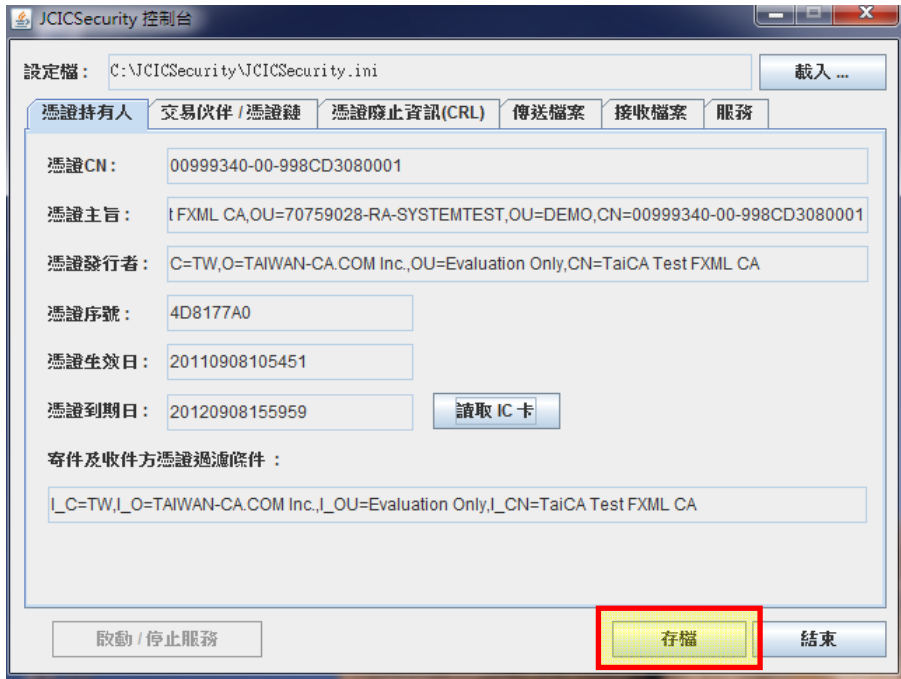 JCICSecurity 控制台
設定檔： C:\JCICSecurity\JCICSecurity.ini 載入 ...
憑證持有人 交易伙伴 / 憑證鏈 憑證廢止資訊(CRL) 傳送檔案 接收檔案 服務
憑證CN： 00999340-00-998CD3080001
憑證主旨： t FXML CA,OU=70759028-RA-SYSTEMTEST,OU=DEMO,CN=00999340-00-998CD3080001
憑證發行者： C=TW,O=TAIWAN-CA.COM Inc.,OU=Evaluation Only,CN=TaiCA Test FXML CA
憑證序號： 4D8177A0
憑證生效日： 20110908105451
憑證到期日： 20120908155959 讀取 IC 卡
寄件及收件方憑證過濾條件 ：
I_C=TW,I_O=TAIWAN-CA.COM Inc.,I_OU=Evaluation Only,I_CN=TaiCA Test FXML CA
啟動 / 停止服務 存檔 結束